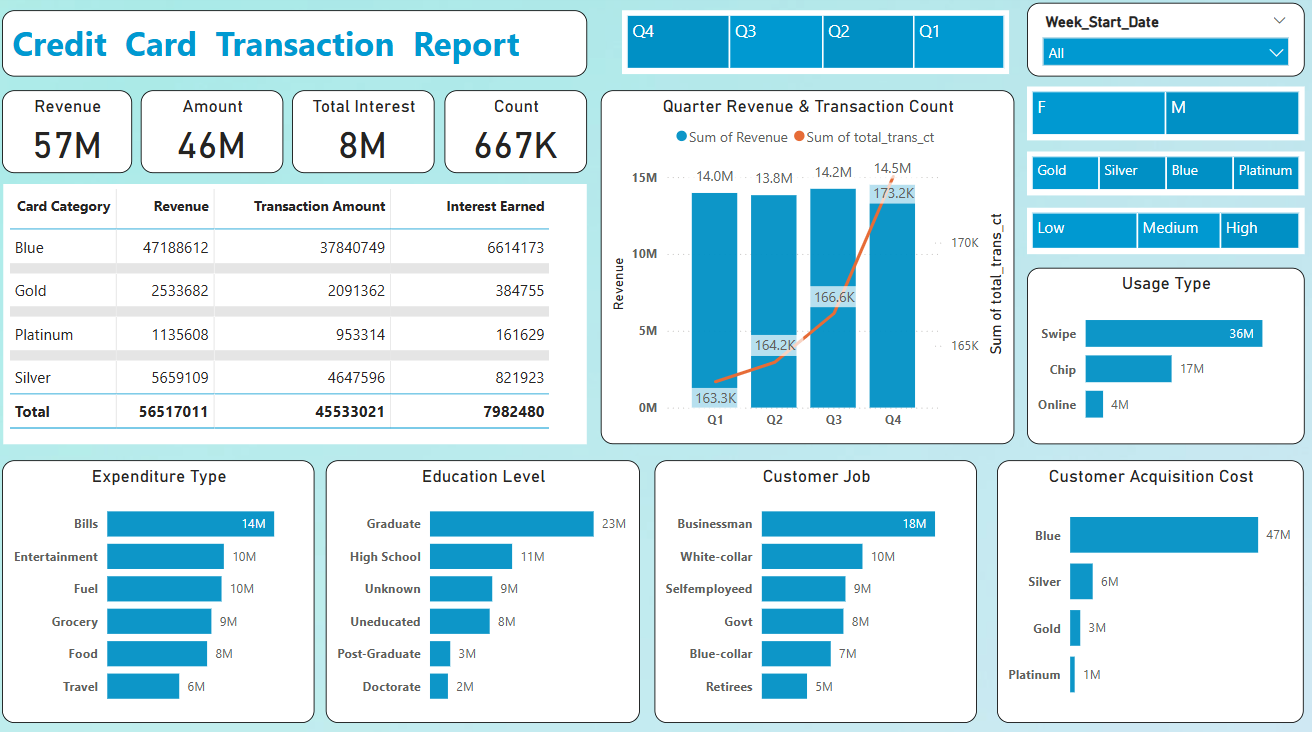 Credit Card Transaction Report
Q4 Q3 Q2 Q1
Week_Start_Date
All
Revenue
57M
Amount
46M
Total Interest
8M
Count
667K
F M
Gold Silver Blue Platinum
Low Medium High
Card Category Revenue Transaction Amount Interest Earned
Blue 47188612 37840749 6614173
Gold 2533682 2091362 384755
Platinum 1135608 953314 161629
Silver 5659109 4647596 821923
Total 56517011 45533021 7982480
Quarter Revenue & Transaction Count
Sum of Revenue Sum of total_trans_ct
14.0M 13.8M 14.2M 14.5M
15M
10M
5M
0M
Revenue
163.3K 164.2K 166.6K 173.2K
170K
165K
Sum of total_trans_ct
Q1 Q2 Q3 Q4
Usage Type
Swipe 36M
Chip 17M
Online 4M
Expenditure Type
Bills 14M
Entertainment 10M
Fuel 10M
Grocery 9M
Food 8M
Travel 6M
Education Level
Graduate 23M
High School 11M
Unknown 9M
Uneducated 8M
Post-Graduate 3M
Doctorate 2M
Customer Job
Businessman 18M
White-collar 10M
Selfemployeed 9M
Govt 8M
Blue-collar 7M
Retirees 5M
Customer Acquisition Cost
Blue 47M
Silver 6M
Gold 3M
Platinum 1M